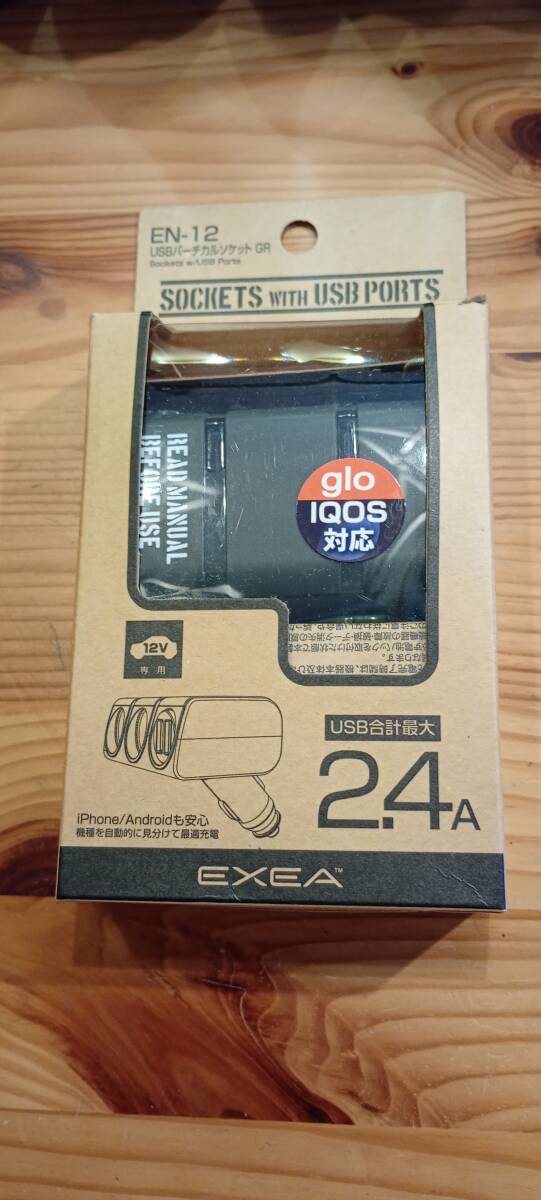 EN-12
USBバーチカルソケット GR
Sockets w/USB Ports
SOCKETS WITH USB PORTS
READ MANUAL
BEFORE USE
glo
IQOS
対応
12V
専用
USB合計最大
2.4A
iPhone/Androidも安心
機種を自動的に見分けて最適充電
EXEA™